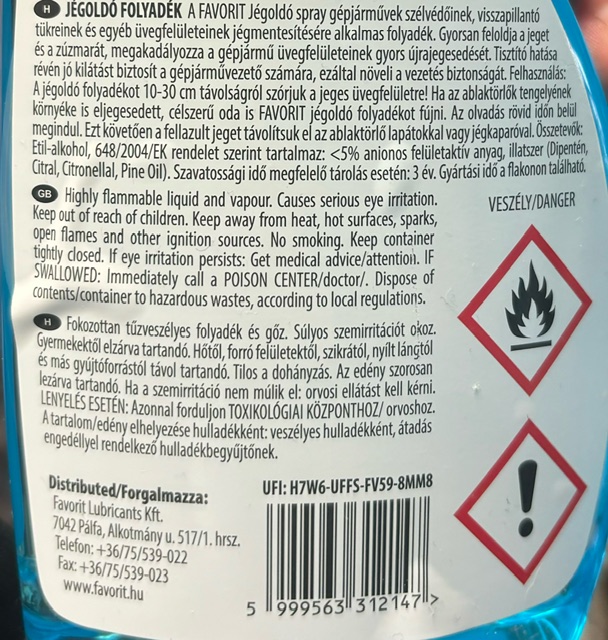 H JÉGOLDÓ FOLYADÉK A FAVORIT Jégoldó spray gépjárművek szélvédőinek, visszapillantó
tükreinek és egyéb üvegfelületeinek jégmentesítésére alkalmas folyadék. Gyorsan feloldja a jeget
és a zúzmarát, megakadályozza a gépjármű üvegfelületeinek gyors újrajegesedését. Tisztító hatása
révén jó kilátást biztosít a gépjárművezető számára, ezáltal növeli a vezetés biztonságát. Felhasználás:
A jégoldó folyadékot 10-30 cm távolságról szórjuk a jeges üvegfelületre! Ha az ablaktörlők tengelyének
környéke is eljegesedett, célszerű oda is FAVORIT jégoldó folyadékot fújni. Az olvadás rövid időn belül
megindul. Ezt követően a fellazult jeget távolítsuk el az ablaktörlő lapátokkal vagy jégkaparóval. Összetevők:
Etil-alkohol, 648/2004/EK rendelet szerint tartalmaz: <5% anionos felületaktív anyag, illatszer (Dipentén,
Citral, Citronellal, Pine Oil). Szavatossági idő megfelelő tárolás esetén: 3 év. Gyártási idő a flakonon található.
GB Highly flammable liquid and vapour. Causes serious eye irritation.
Keep out of reach of children. Keep away from heat, hot surfaces, sparks,
open flames and other ignition sources. No smoking. Keep container
tightly closed. If eye irritation persists: Get medical advice/attention. IF
SWALLOWED: Immediately call a POISON CENTER/doctor/. Dispose of
contents/container to hazardous wastes, according to local regulations.
VESZÉLY/DANGER
H Fokozottan tűzveszélyes folyadék és gőz. Súlyos szemirritációt okoz.
Gyermekektől elzárva tartandó. Hőtől, forró felületektől, szikrától, nyílt lángtól
és más gyújtóforrástól távol tartandó. Tilos a dohányzás. Az edény szorosan
lezárva tartandó. Ha a szemirritáció nem múlik el: orvosi ellátást kell kérni.
LENYELÉS ESETÉN: Azonnal forduljon TOXIKOLÓGIAI KÖZPONTHOZ/ orvoshoz.
A tartalom/edény elhelyezése hulladékként: veszélyes hulladékként, átadás
engedéllyel rendelkező hulladékbegyűjtőnek.
Distributed/Forgalmazza:
Favorit Lubricants Kft.
7042 Pálfa, Alkotmány u. 517/1. hrsz.
Telefon: +36/75/539-022
Fax: +36/75/539-023
www.favorit.hu
UFI: H7W6-UFFS-FV59-8MM8
5 999563 312147 >